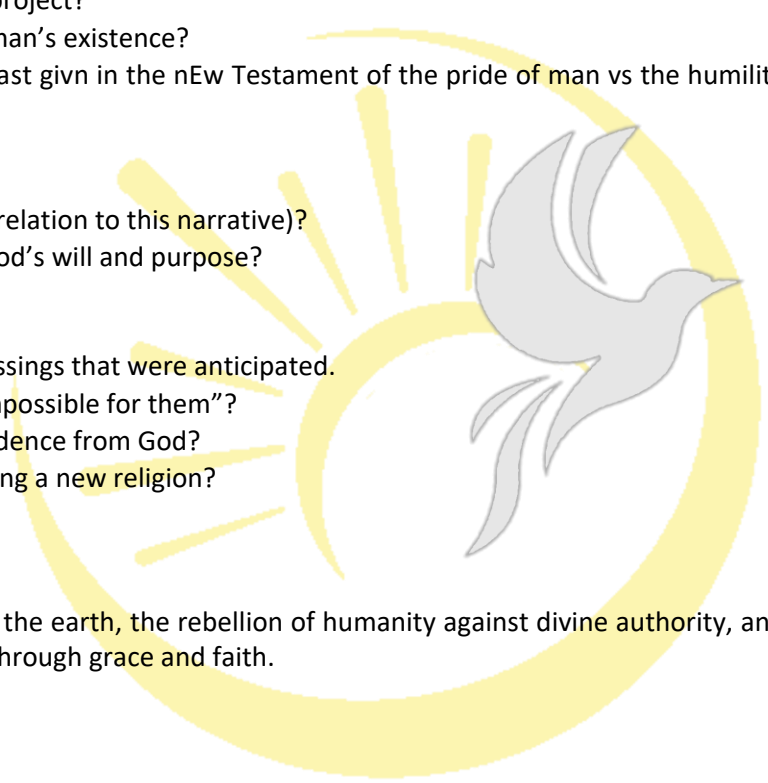 project?
man’s existence?
ast givn in the nEw Testament of the pride of man vs the humilit
relation to this narrative)?
od’s will and purpose?
ssings that were anticipated.
possible for them”?
dence from God?
ng a new religion?
the earth, the rebellion of humanity against divine authority, an
hrough grace and faith.